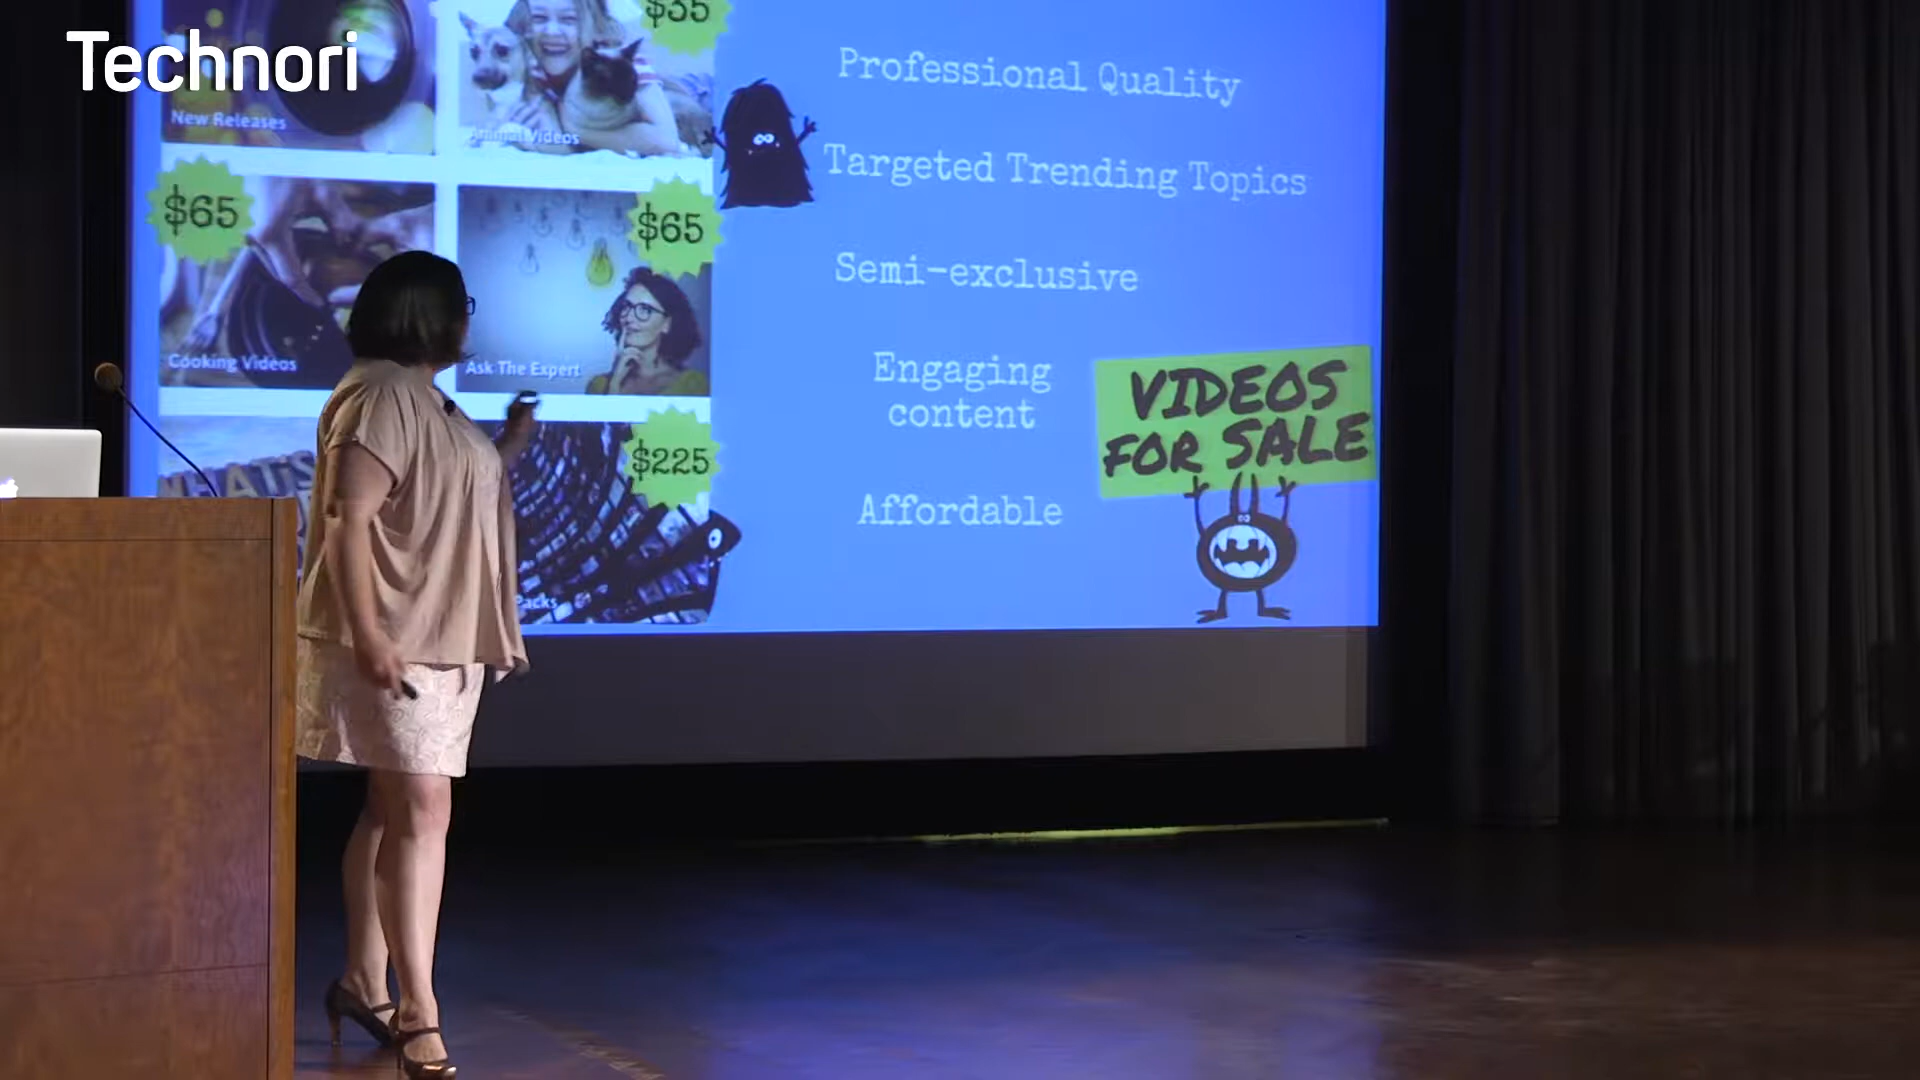 Technori
$35
New Releases
Animal Videos
$65
$65
Cooking Videos
Ask The Expert
$225
Packs
Professional Quality
Targeted Trending Topics
Semi-exclusive
Engaging
content
Affordable
VIDEOS
FOR SALE